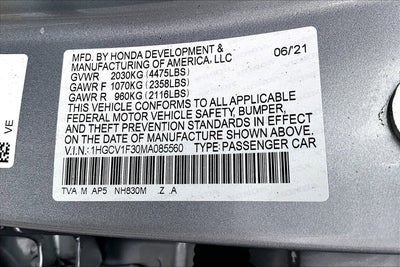 MFD. BY HONDA DEVELOPMENT &
MANUFACTURING OF AMERICA, LLC 06/'21
GVWR 2030KG (4475LBS)
GAWR F 1070KG (2358LBS)
GAWR R 960KG (2116LBS)
THIS VEHICLE CONFORMS TO ALL APPLICABLE
FEDERAL MOTOR VEHICLE SAFETY, BUMPER,
AND THEFT PREVENTION STANDARDS IN EFFECT
ON THE DATE OF MANUFACTURE SHOWN ABOVE.
V.I.N.: 1HGCV1F30MA085560 TYPE: PASSENGER CAR
TVA M AP5 NH830M .Z .A
VE